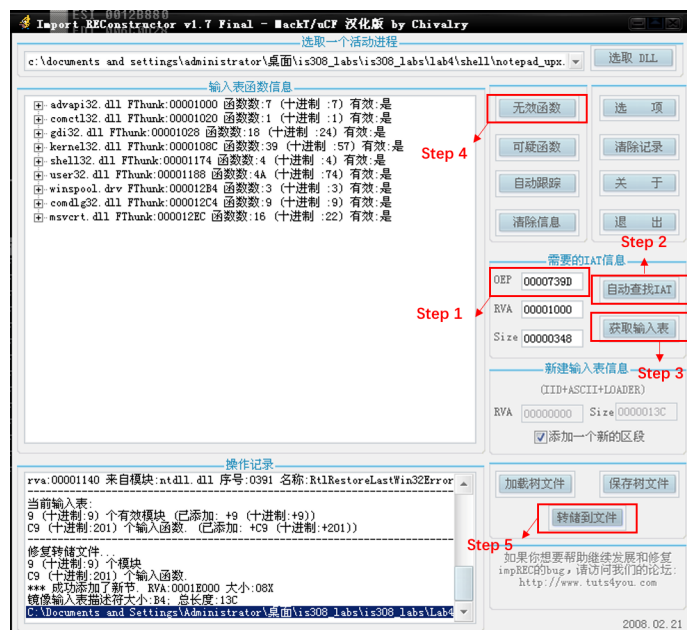 Import REConstructor v1.7 Final - MackT/uCF 汉化版 by Chivalry
选取一个活动进程
c:\documents and settings\administrator\桌面\is308_labs\is308_labs\lab4\shell\notepad_upx.
选取 DLL
输入表函数信息
advapi32.dll FThunk:00001000 函数数:7 (十进制 :7) 有效:是
comctl32.dll FThunk:00001020 函数数:1 (十进制 :1) 有效:是
gdi32.dll FThunk:00001028 函数数:18 (十进制 :24) 有效:是
kernel32.dll FThunk:0000108C 函数数:39 (十进制 :57) 有效:是
shell32.dll FThunk:00001174 函数数:4 (十进制 :4) 有效:是
user32.dll FThunk:00001188 函数数:4A (十进制 :74) 有效:是
winspool.drv FThunk:000012B4 函数数:3 (十进制 :3) 有效:是
comdlg32.dll FThunk:000012C4 函数数:9 (十进制 :9) 有效:是
msvcrt.dll FThunk:000012EC 函数数:16 (十进制 :22) 有效:是
无效函数
选 项
Step 4
可疑函数
清除记录
自动跟踪
关 于
清除信息
退 出
Step 2
需要的IAT信息
OEP 0000739D
自动查找IAT
Step 1
RVA 00001000
获取输入表
Size 00000348
Step 3
新建输入表信息
(IID+ASCII+LOADER)
RVA 00000000 Size 0000013C
添加一个新的区段
操作记录
rva:00001140 来自模块:ntdll.dll 序号:0391 名称:RtlRestoreLastWin32Error
当前输入表:
9 (十进制:9) 个有效模块 (已添加: +9 (十进制:+9))
C9 (十进制:201) 个输入函数. (已添加: +C9 (十进制:+201))
修复转储文件...
9 (十进制:9) 个模块
C9 (十进制:201) 个输入函数.
*** 成功添加了新节. RVA:0001E000 大小:08X
镜像输入表描述符大小:B4; 总长度:13C
C:\Documents and Settings\Administrator\桌面\is308_labs\is308_labs\Lab4
加载树文件
保存树文件
转储到文件
Step 5
如果你想要帮助继续发展和修复
impREC的bug，请访问我们的论坛:
http://www.tuts4you.com
2008.02.21